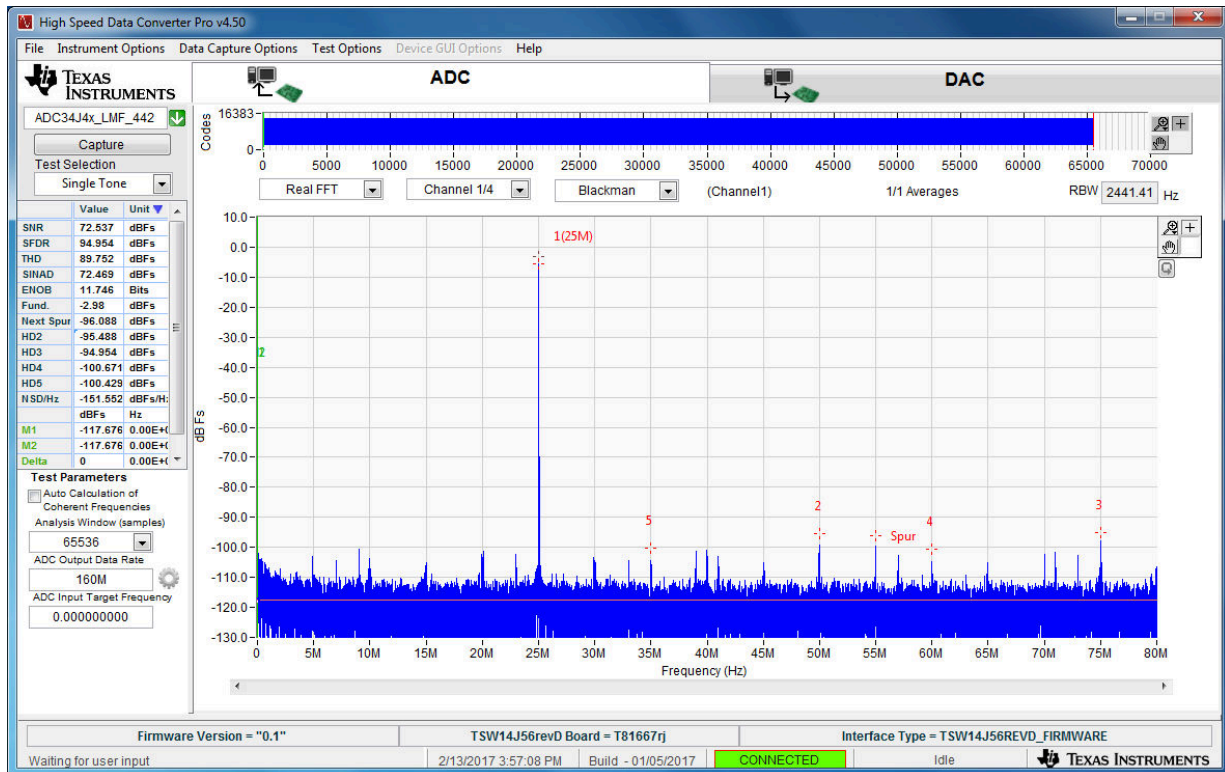 High Speed Data Converter Pro v4.50
File Instrument Options Data Capture Options Test Options Device GUI Options Help
TEXAS INSTRUMENTS
ADC
DAC
ADC34J4x_LMF_442
Capture
Test Selection
Single Tone
Codes
16383
0
0 5000 10000 15000 20000 25000 30000 35000 40000 45000 50000 55000 60000 65000 70000
Real FFT Channel 1/4 Blackman (Channel1) 1/1 Averages RBW 2441.41 Hz
Value Unit
SNR 72.537 dBFs
SFDR 94.954 dBFs
THD 89.752 dBFs
SINAD 72.469 dBFs
ENOB 11.746 Bits
Fund. -2.98 dBFs
Next Spur -96.088 dBFs
HD2 -95.488 dBFs
HD3 -94.954 dBFs
HD4 -100.671 dBFs
HD5 -100.429 dBFs
NSD/Hz -151.552 dBFs/H
dBFs Hz
M1 -117.676 0.00E+
M2 -117.676 0.00E+
Delta 0 0.00E+
Test Parameters
Auto Calculation of
Coherent Frequencies
Analysis Window (samples)
65536
ADC Output Data Rate
160M
ADC Input Target Frequency
0.000000000
10.0
0.0
-10.0
-20.0
-30.0
-40.0
-50.0
-60.0
-70.0
-80.0
-90.0
-100.0
-110.0
-120.0
-130.0
dBFs
1(25M)
5
2
Spur
4
3
0 5M 10M 15M 20M 25M 30M 35M 40M 45M 50M 55M 60M 65M 70M 75M 80M
Frequency (Hz)
Firmware Version = "0.1" TSW14J56revD Board = T81667rj Interface Type = TSW14J56REVD_FIRMWARE
Waiting for user input 2/13/2017 3:57:08 PM Build - 01/05/2017 CONNECTED Idle TEXAS INSTRUMENTS